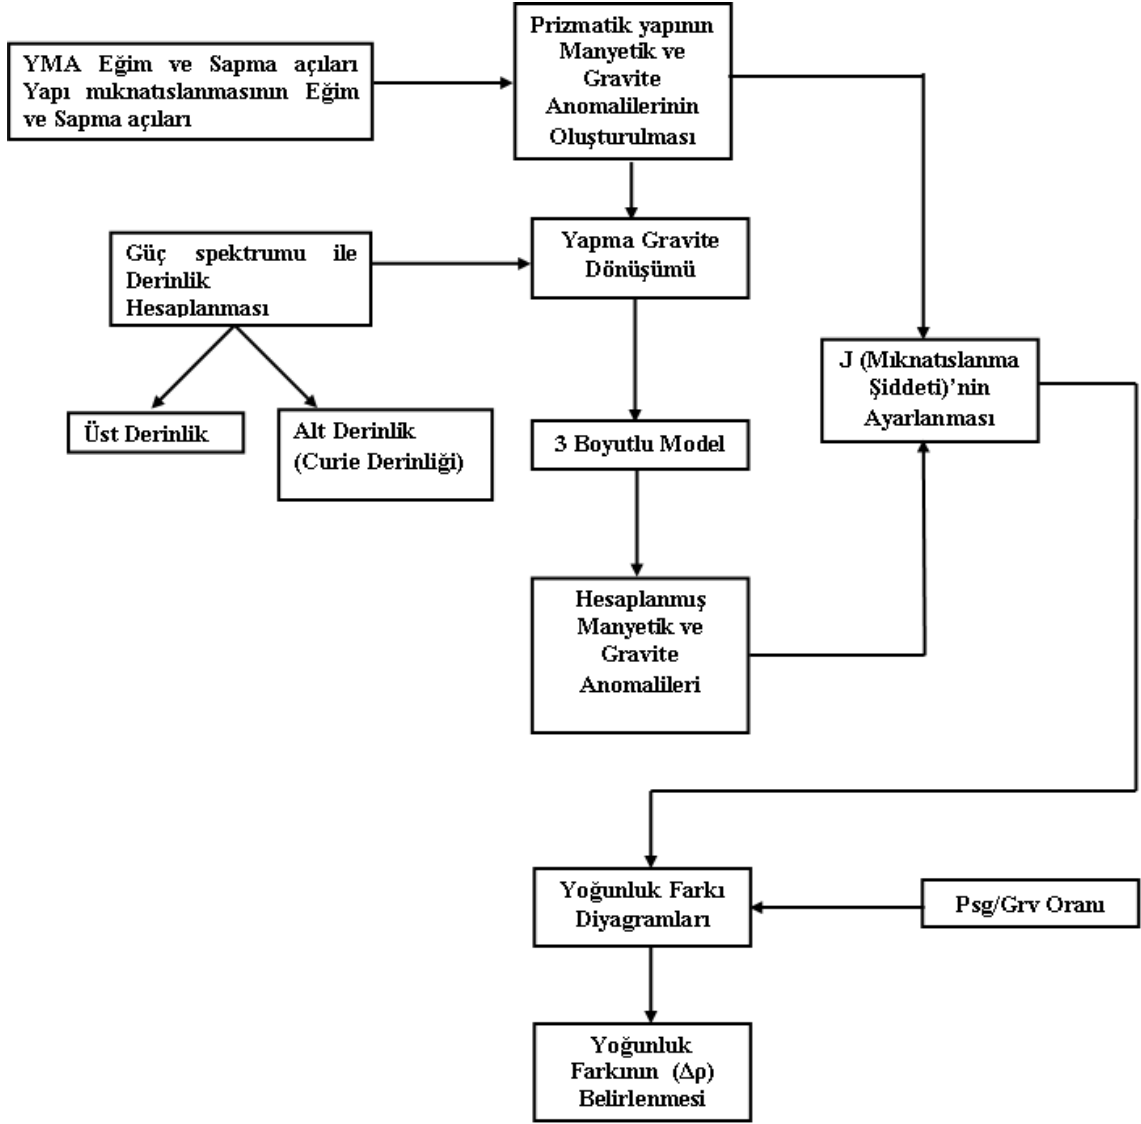 Prizmatik yapının
Manyetik ve
Gravite
Anomalilerinin
Oluşturulması
YMA Eğim ve Sapma açıları
Yapı mıknatıslanmasının Eğim
ve Sapma açıları
Yapma Gravite
Dönüşümü
Güç spektrumu ile
Derinlik
Hesaplanması
J (Mıknatıslanma
Şiddeti)'nin
Ayarlanması
Üst Derinlik
Alt Derinlik
(Curie Derinliği)
3 Boyutlu Model
Hesaplanmış
Manyetik ve
Gravite
Anomalileri
Yoğunluk Farkı
Diyagramları
Psg/Grv Oranı
Yoğunluk
Farkının (Δρ)
Belirlenmesi